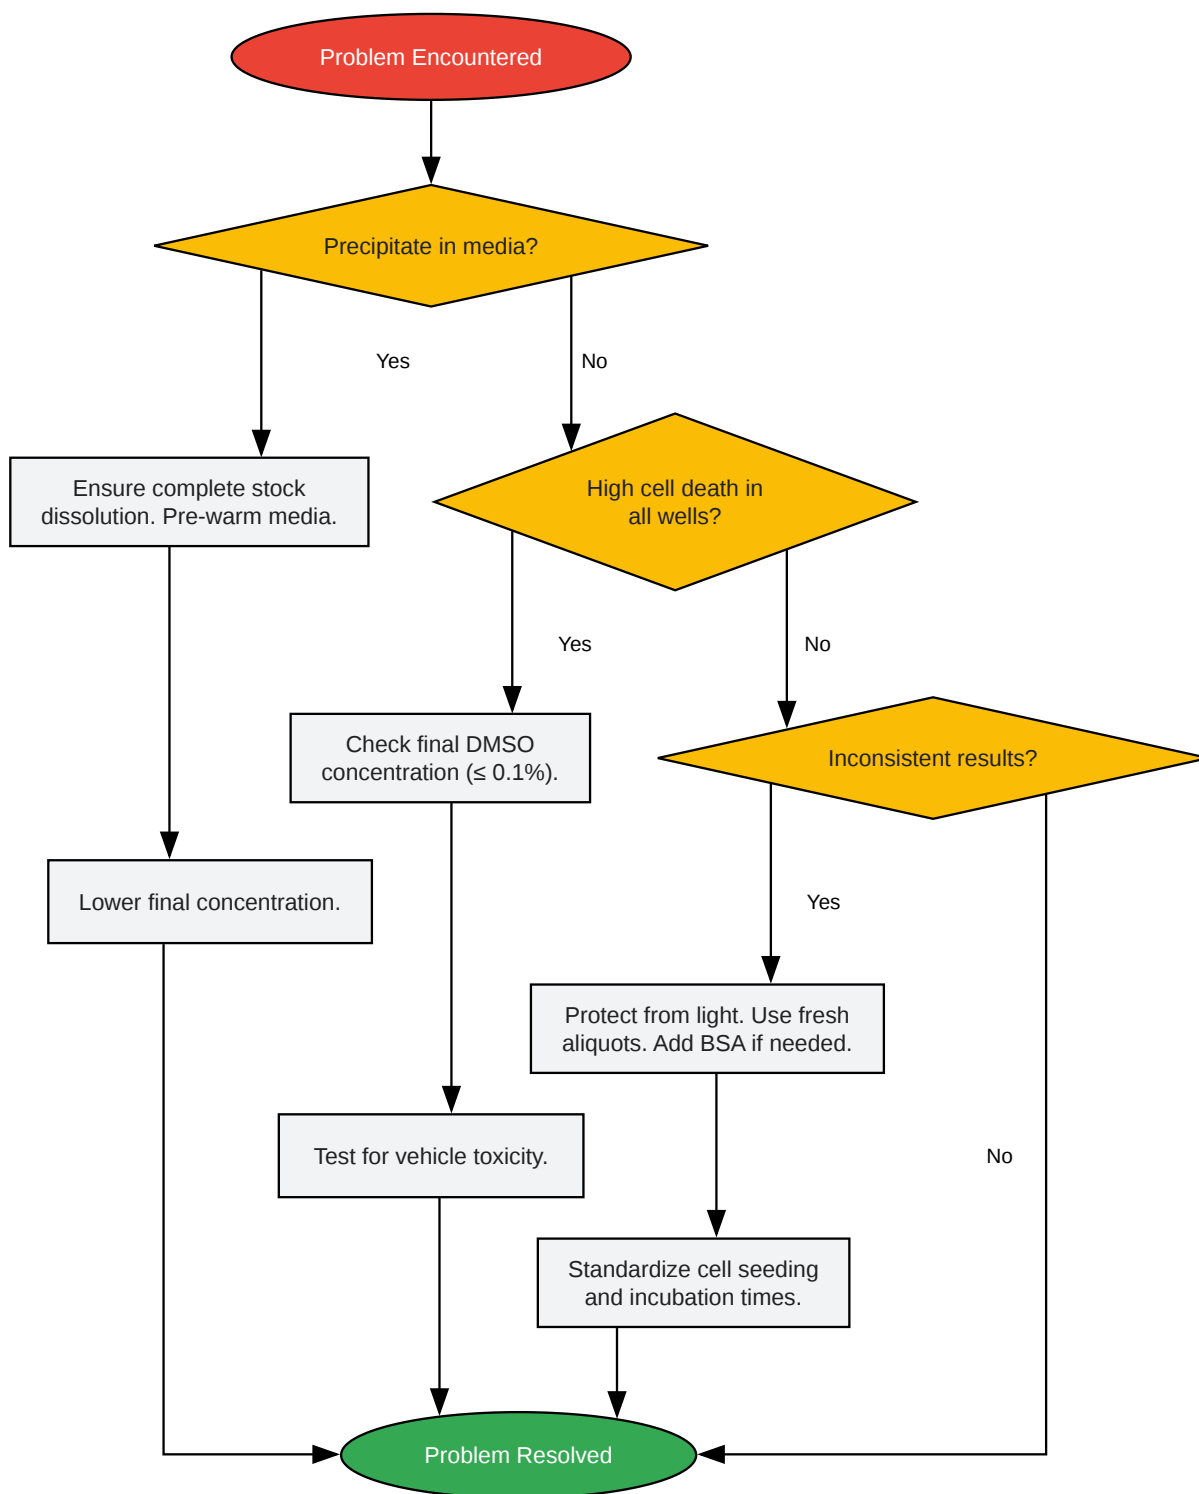 Problem Encountered
Precipitate in media?
Yes
No
Ensure complete stock
dissolution. Pre-warm media.
High cell death in
all wells?
Yes
No
Check final DMSO
concentration (≤ 0.1%).
Inconsistent results?
Lower final concentration.
Yes
Protect from light. Use fresh
aliquots. Add BSA if needed.
Test for vehicle toxicity.
No
Standardize cell seeding
and incubation times.
Problem Resolved